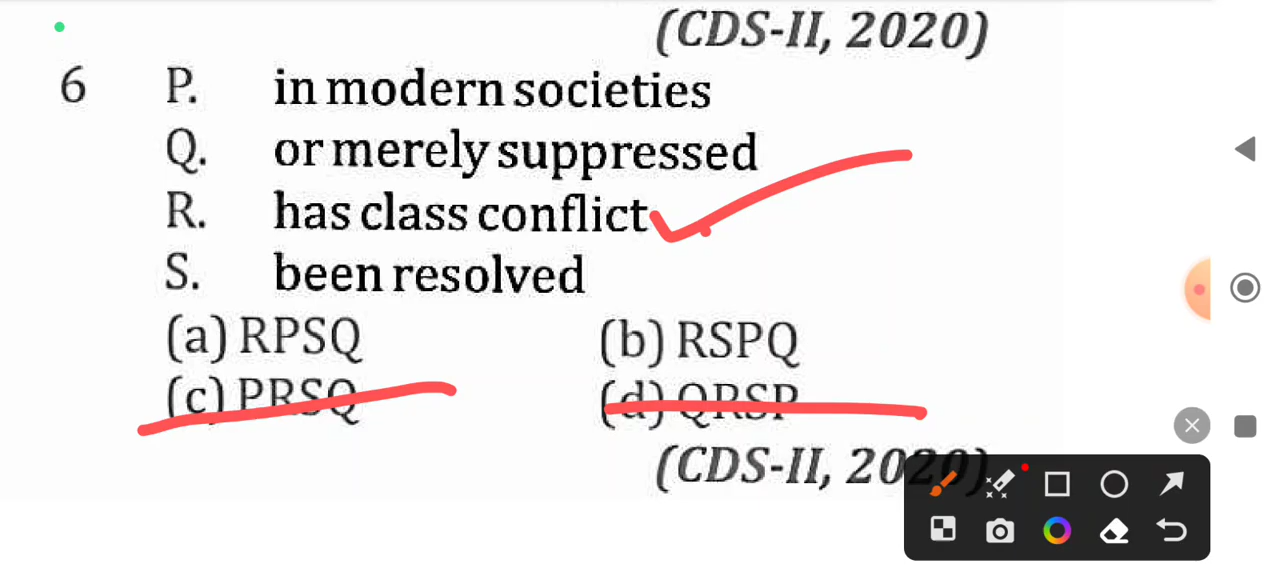 (CDS-II, 2020)
6 P. in modern societies
Q. or merely suppressed
R. has class conflict
S. been resolved
(a) RPSQ (b) RSPQ
(c) PRSQ (d) QRSP
(CDS-II, 2020)